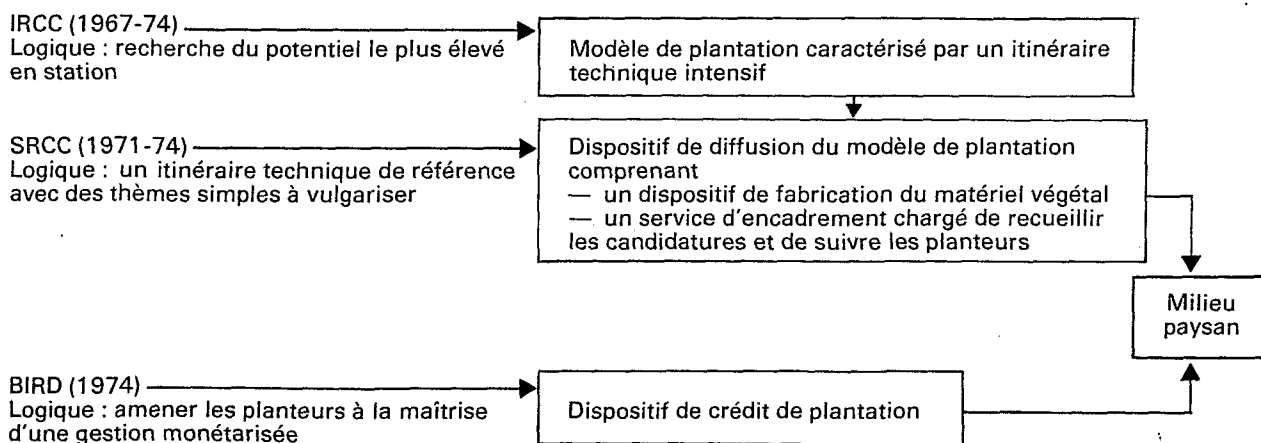 IRCC (1967-74)
Logique : recherche du potentiel le plus élevé
en station
Modèle de plantation caractérisé par un itinéraire
technique intensif
SRCC (1971-74)
Logique : un itinéraire technique de référence
avec des thèmes simples à vulgariser
Dispositif de diffusion du modèle de plantation
comprenant
— un dispositif de fabrication du matériel végétal
— un service d'encadrement chargé de recueillir
les candidatures et de suivre les planteurs
Milieu
paysan
BIRD (1974)
Logique : amener les planteurs à la maîtrise
d'une gestion monétarisée
Dispositif de crédit de plantation